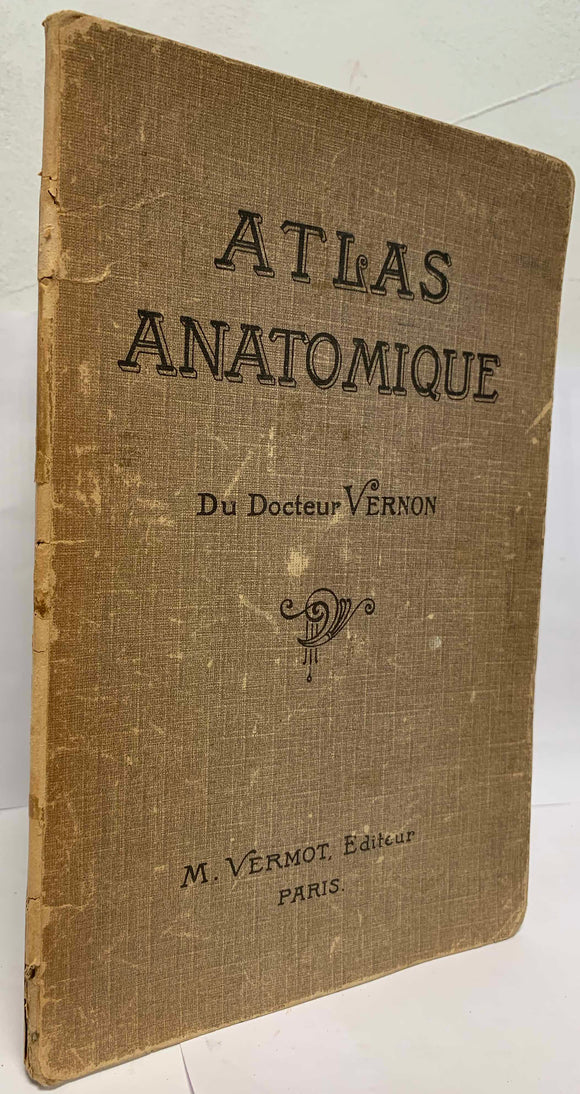 ATLAS
ANATOMIQUE
Du Docteur VERNON
M. VERMOT, Editeur
PARIS.